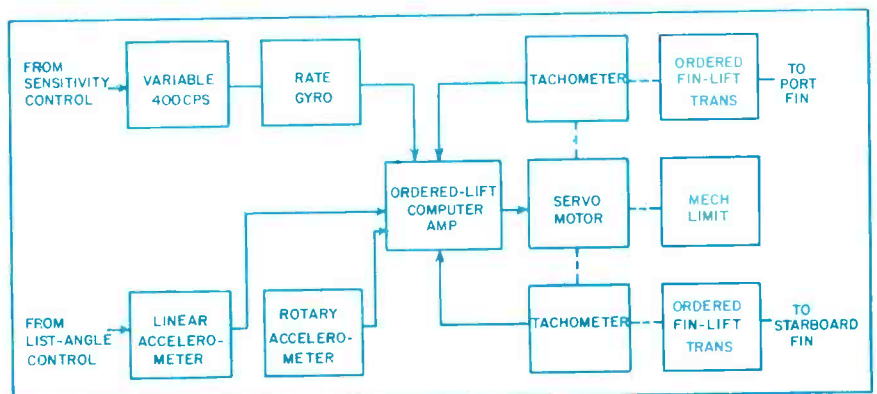 FROM
SENSITIVITY
CONTROL
VARIABLE
400 CPS
RATE
GYRO
TACHOMETER
ORDERED
FIN-LIFT
TRANS
TO
PORT
FIN
ORDERED-LIFT
COMPUTER
AMP
SERVO
MOTOR
MECH
LIMIT
FROM
LIST-ANGLE
CONTROL
LINEAR
ACCELERO-
METER
ROTARY
ACCELERO-
METER
TACHOMETER
ORDERED
FIN-LIFT
TRANS
TO
STARBOARD
FIN